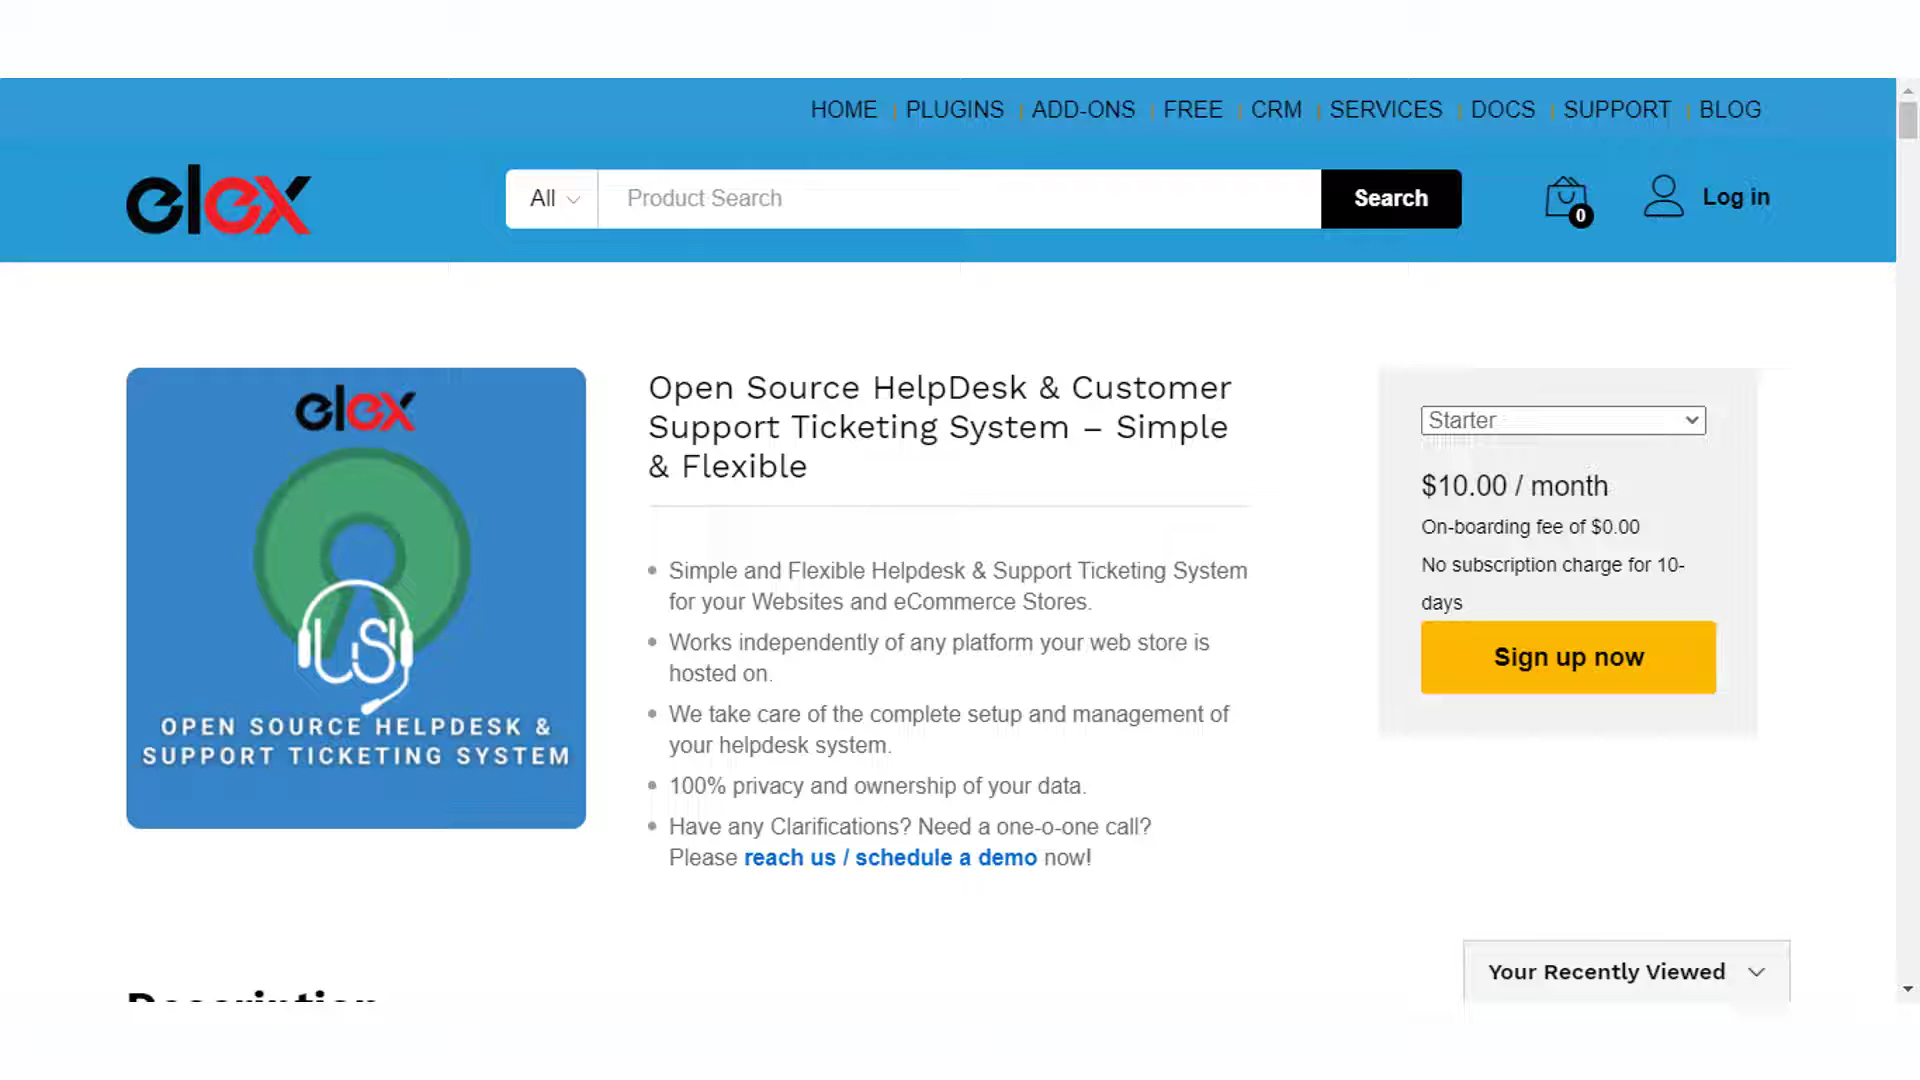 HOME PLUGINS ADD-ONS FREE CRM SERVICES DOCS SUPPORT BLOG
elex
All Product Search Search 0 Log in
elex
OPEN SOURCE HELPDESK &
SUPPORT TICKETING SYSTEM
Open Source HelpDesk & Customer
Support Ticketing System – Simple
& Flexible
Simple and Flexible Helpdesk & Support Ticketing System
for your Websites and eCommerce Stores.
Works independently of any platform your web store is
hosted on.
We take care of the complete setup and management of
your helpdesk system.
100% privacy and ownership of your data.
Have any Clarifications? Need a one-o-one call?
Please reach us / schedule a demo now!
Starter
$10.00 / month
On-boarding fee of $0.00
No subscription charge for 10-
days
Sign up now
Your Recently Viewed
Description